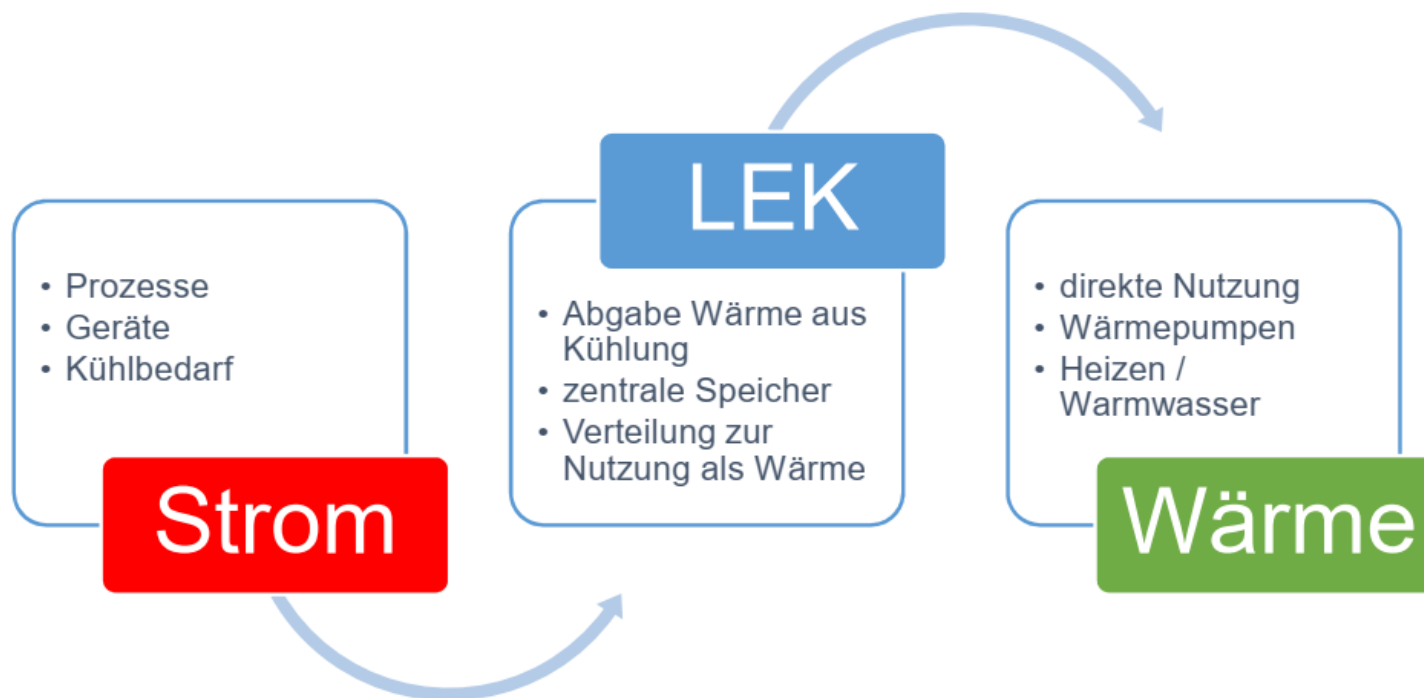 • Prozesse
• Geräte
• Kühlbedarf
Strom
LEK
• Abgabe Wärme aus
Kühlung
• zentrale Speicher
• Verteilung zur
Nutzung als Wärme
• direkte Nutzung
• Wärmepumpen
• Heizen /
Warmwasser
Wärme